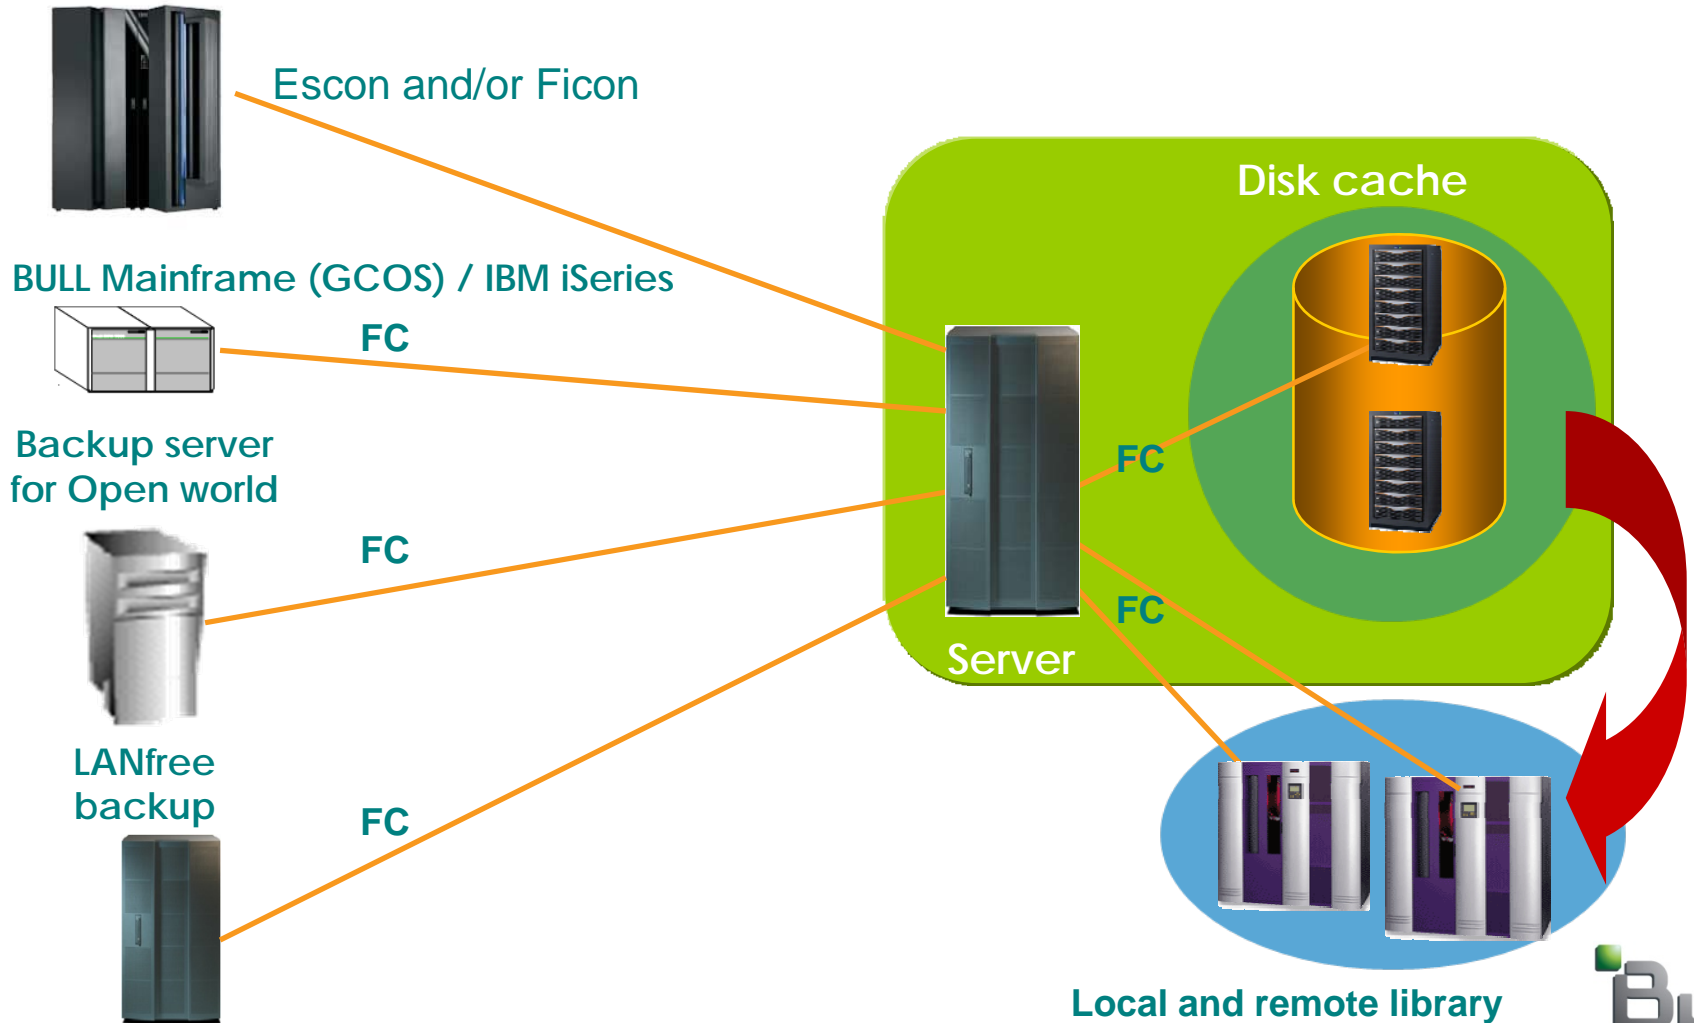 Escon and/or Ficon
Disk cache
BULL Mainframe (GCOS) / IBM iSeries
FC
Backup server
for Open world
FC
FC
FC
Server
LANfree
backup
FC
Local and remote library